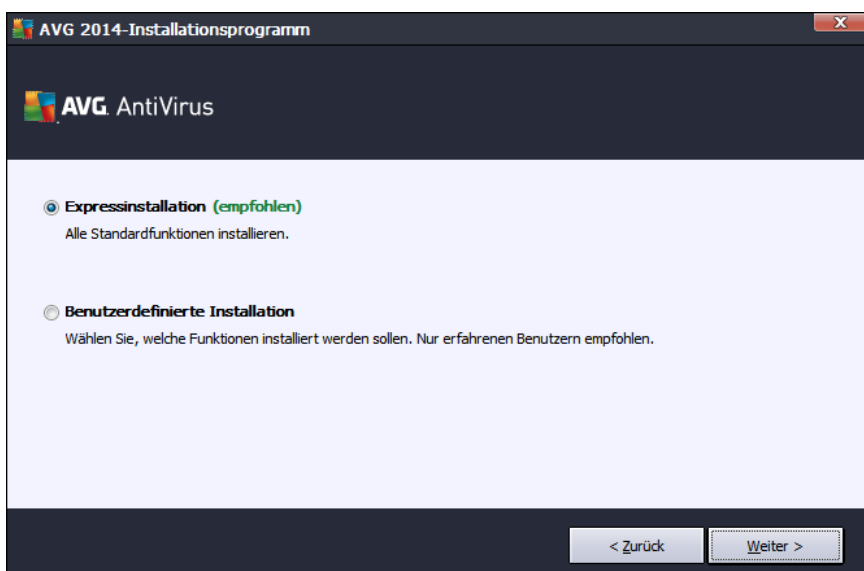 AVG 2014-Installationsprogramm
X
AVG. AntiVirus
Expressinstallation (empfohlen)
Alle Standardfunktionen installieren.
Benutzerdefinierte Installation
Wählen Sie, welche Funktionen installiert werden sollen. Nur erfahrenen Benutzern empfohlen.
< Zurück
Weiter >